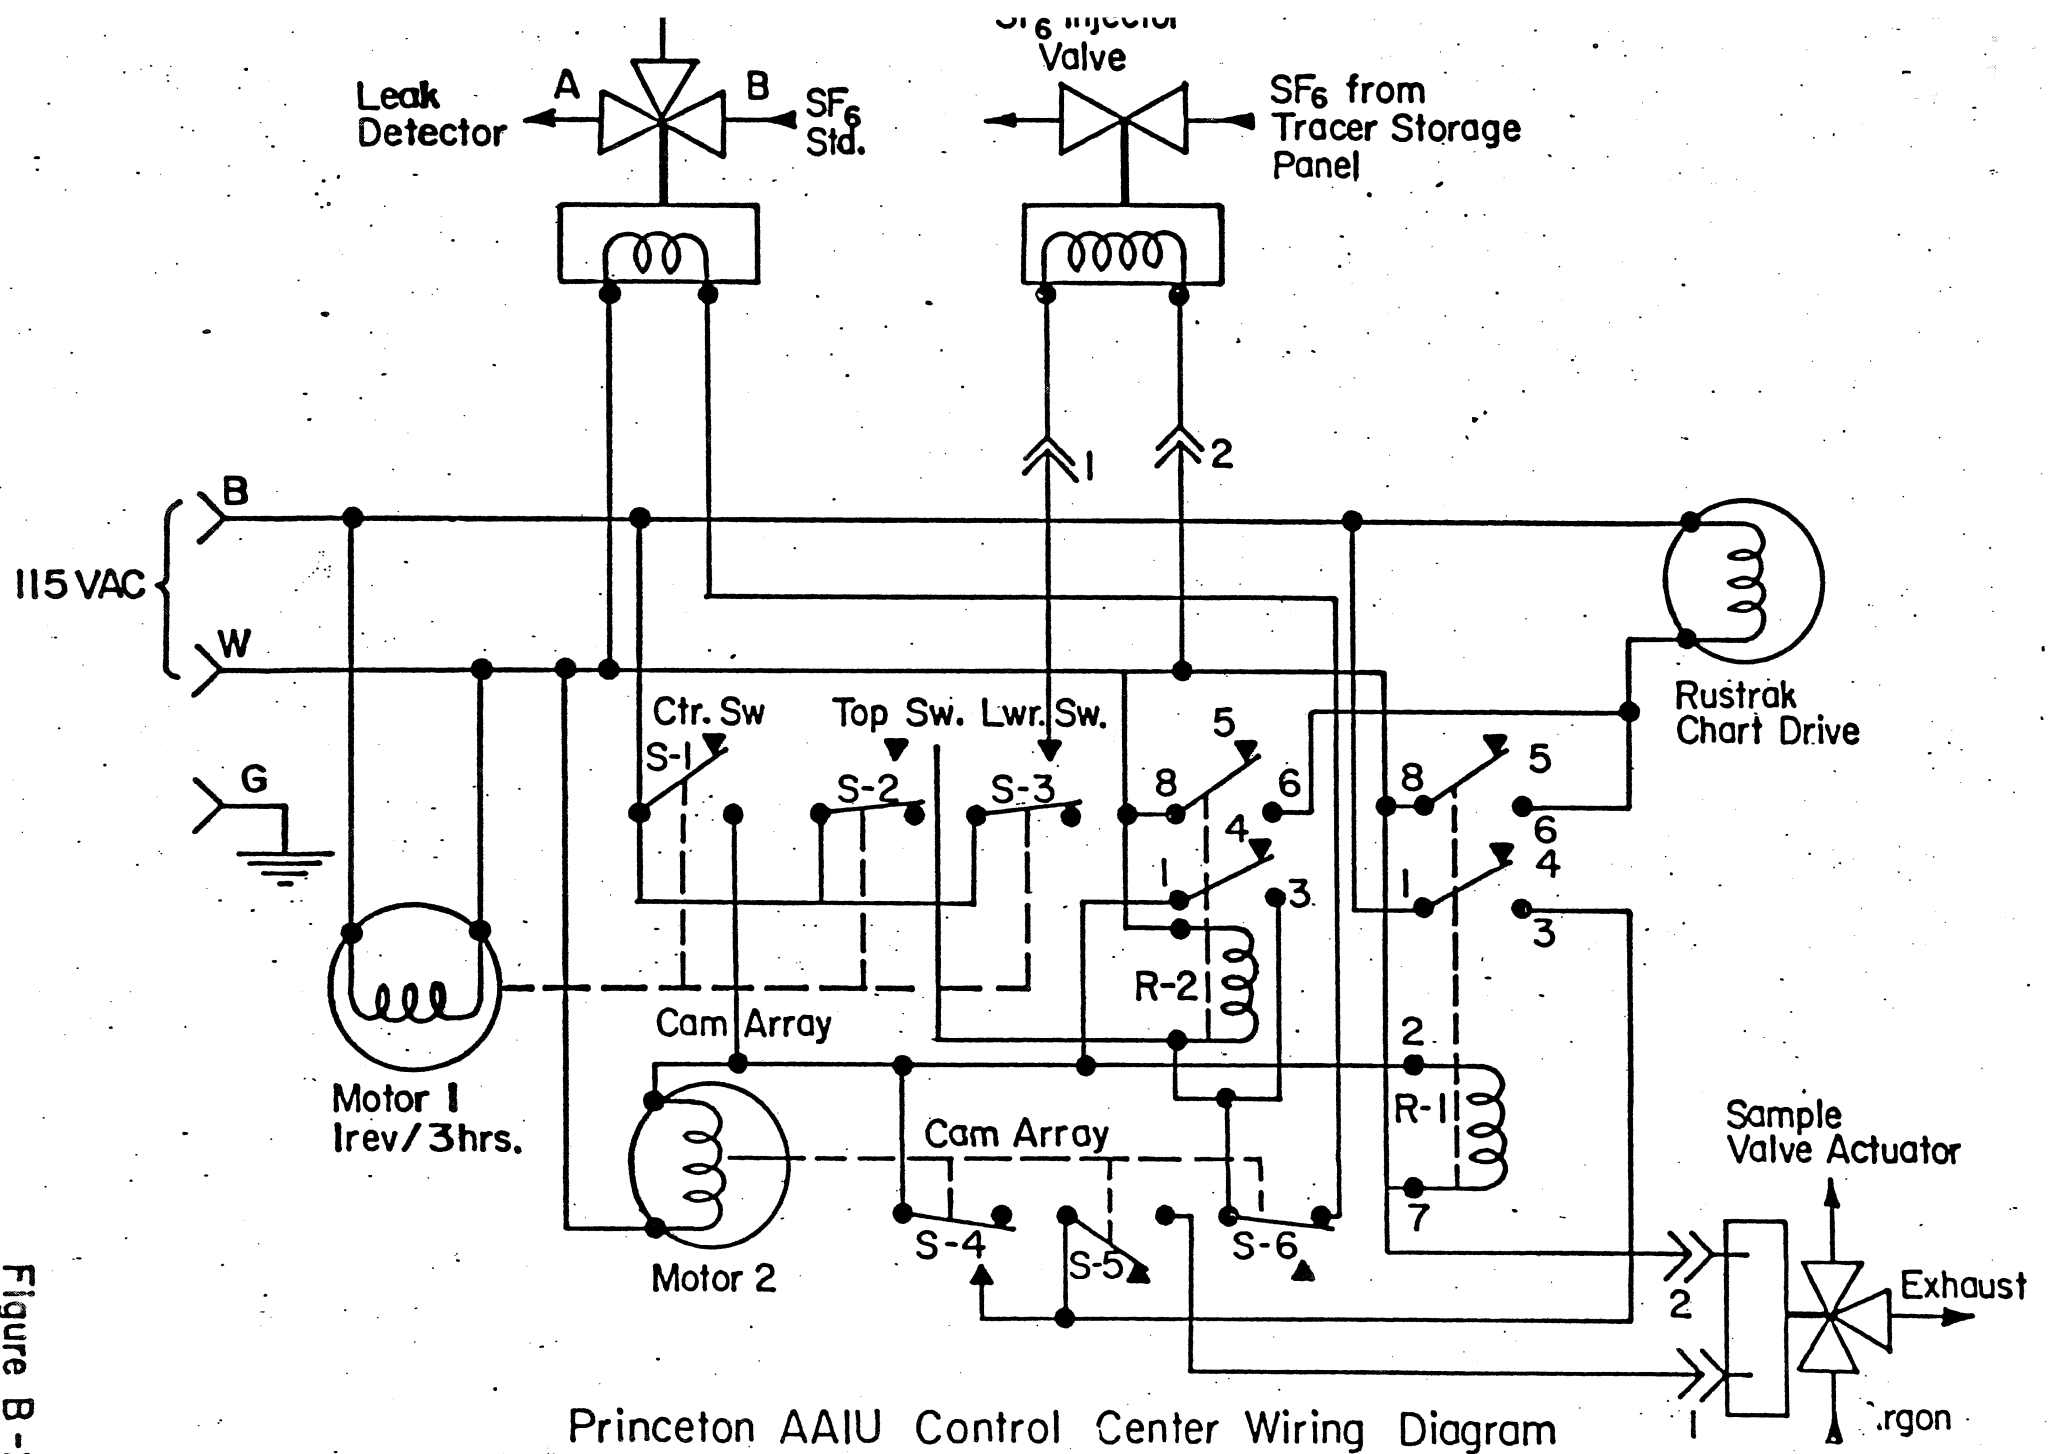 6 Injector
Valve
Leak
Detector
A
B
SF6
Std.
SF6 from
Tracer Storage
Panel
1
2
B
115 VAC
W
G
Rustrak
Chart Drive
Ctr. Sw
Top Sw.
Lwr. Sw.
S-1
S-2
S-3
5
8
6
4
1
3
5
8
6
4
1
3
R-2
Cam Array
2
R-1
7
Motor 1
1rev/3hrs.
Cam Array
Motor 2
S-4
S-5
S-6
Sample
Valve Actuator
Exhaust
2
1
.rgon
Princeton AAIU Control Center Wiring Diagram
Figure B-